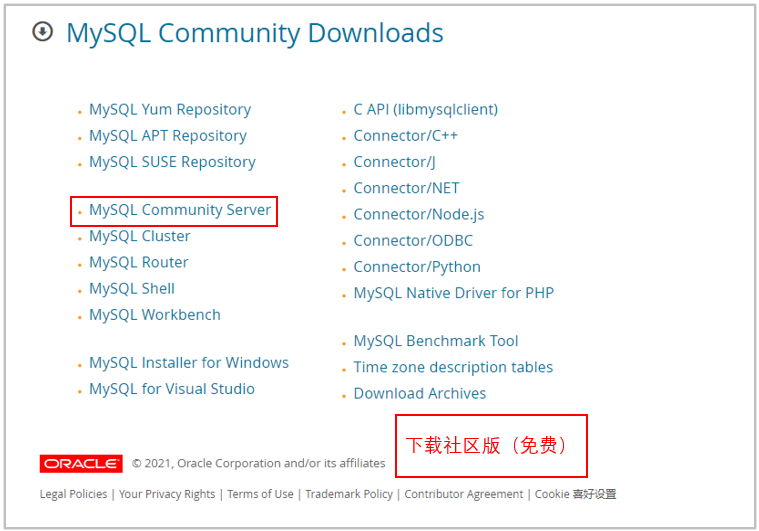 MySQL Community Downloads
MySQL Yum Repository
MySQL APT Repository
MySQL SUSE Repository
MySQL Community Server
MySQL Cluster
MySQL Router
MySQL Shell
MySQL Workbench
MySQL Installer for Windows
MySQL for Visual Studio
C API (libmysqlclient)
Connector/C++
Connector/J
Connector/NET
Connector/Node.js
Connector/ODBC
Connector/Python
MySQL Native Driver for PHP
MySQL Benchmark Tool
Time zone description tables
Download Archives
下载社区版（免费）
ORACLE © 2021, Oracle Corporation and/or its affiliates
Legal Policies | Your Privacy Rights | Terms of Use | Trademark Policy | Contributor Agreement | Cookie 喜好设置